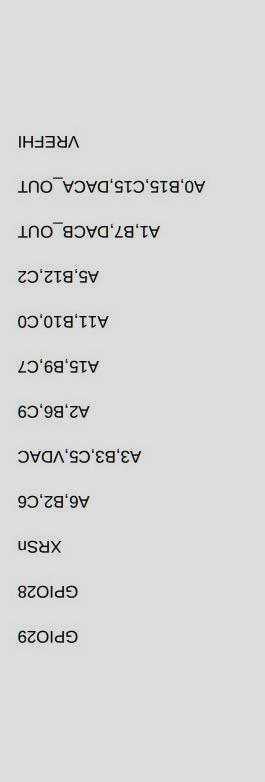 GPIO29
GPIO28
XRSn
A6,B2,C6
A3,B3,C5,VDAC
A2,B6,C9
A15,B9,C7
A11,B10,C0
A5,B12,C2
A1,B7,DACB_OUT
A0,B15,C15,DACA_OUT
VREFHI